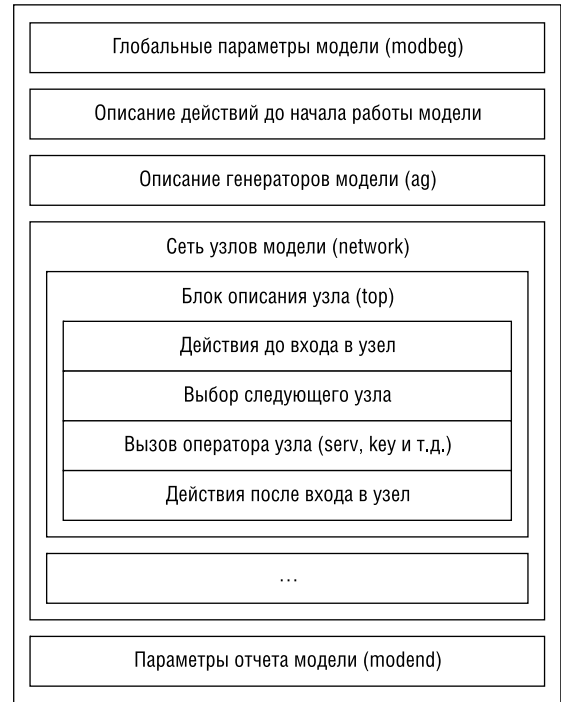 Глобальные параметры модели (modbeg)
Описание действий до начала работы модели
Описание генераторов модели (ag)
Сеть узлов модели (network)
Блок описания узла (top)
Действия до входа в узел
Выбор следующего узла
Вызов оператора узла (serv, key и т.д.)
Действия после входа в узел
...
Параметры отчета модели (modend)